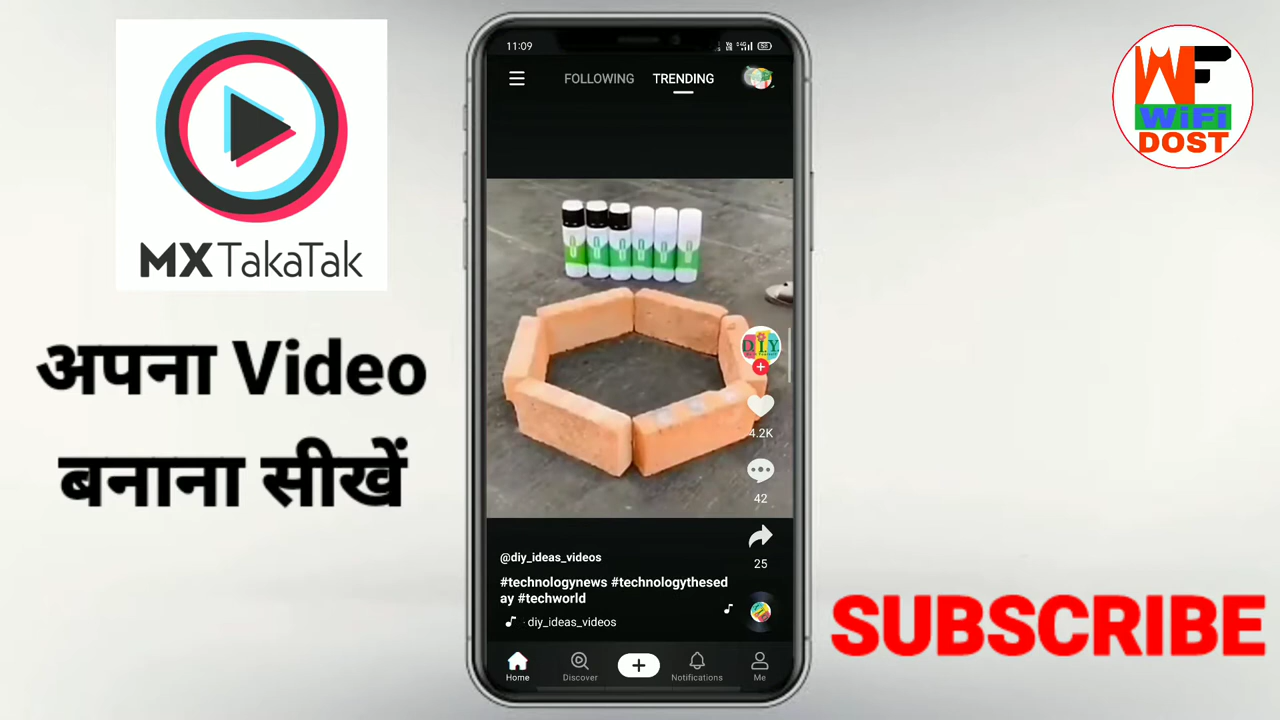 MX TakaTak
अपना Video
बनाना सीखें
11:09
FOLLOWING TRENDING
D.I.Y
4.2K
42
25
@diy_ideas_videos
#technologynews #technologythesed
ay #techworld
· diy_ideas_videos
Home Discover Notifications Me
WF
WiFi
DOST
SUBSCRIBE